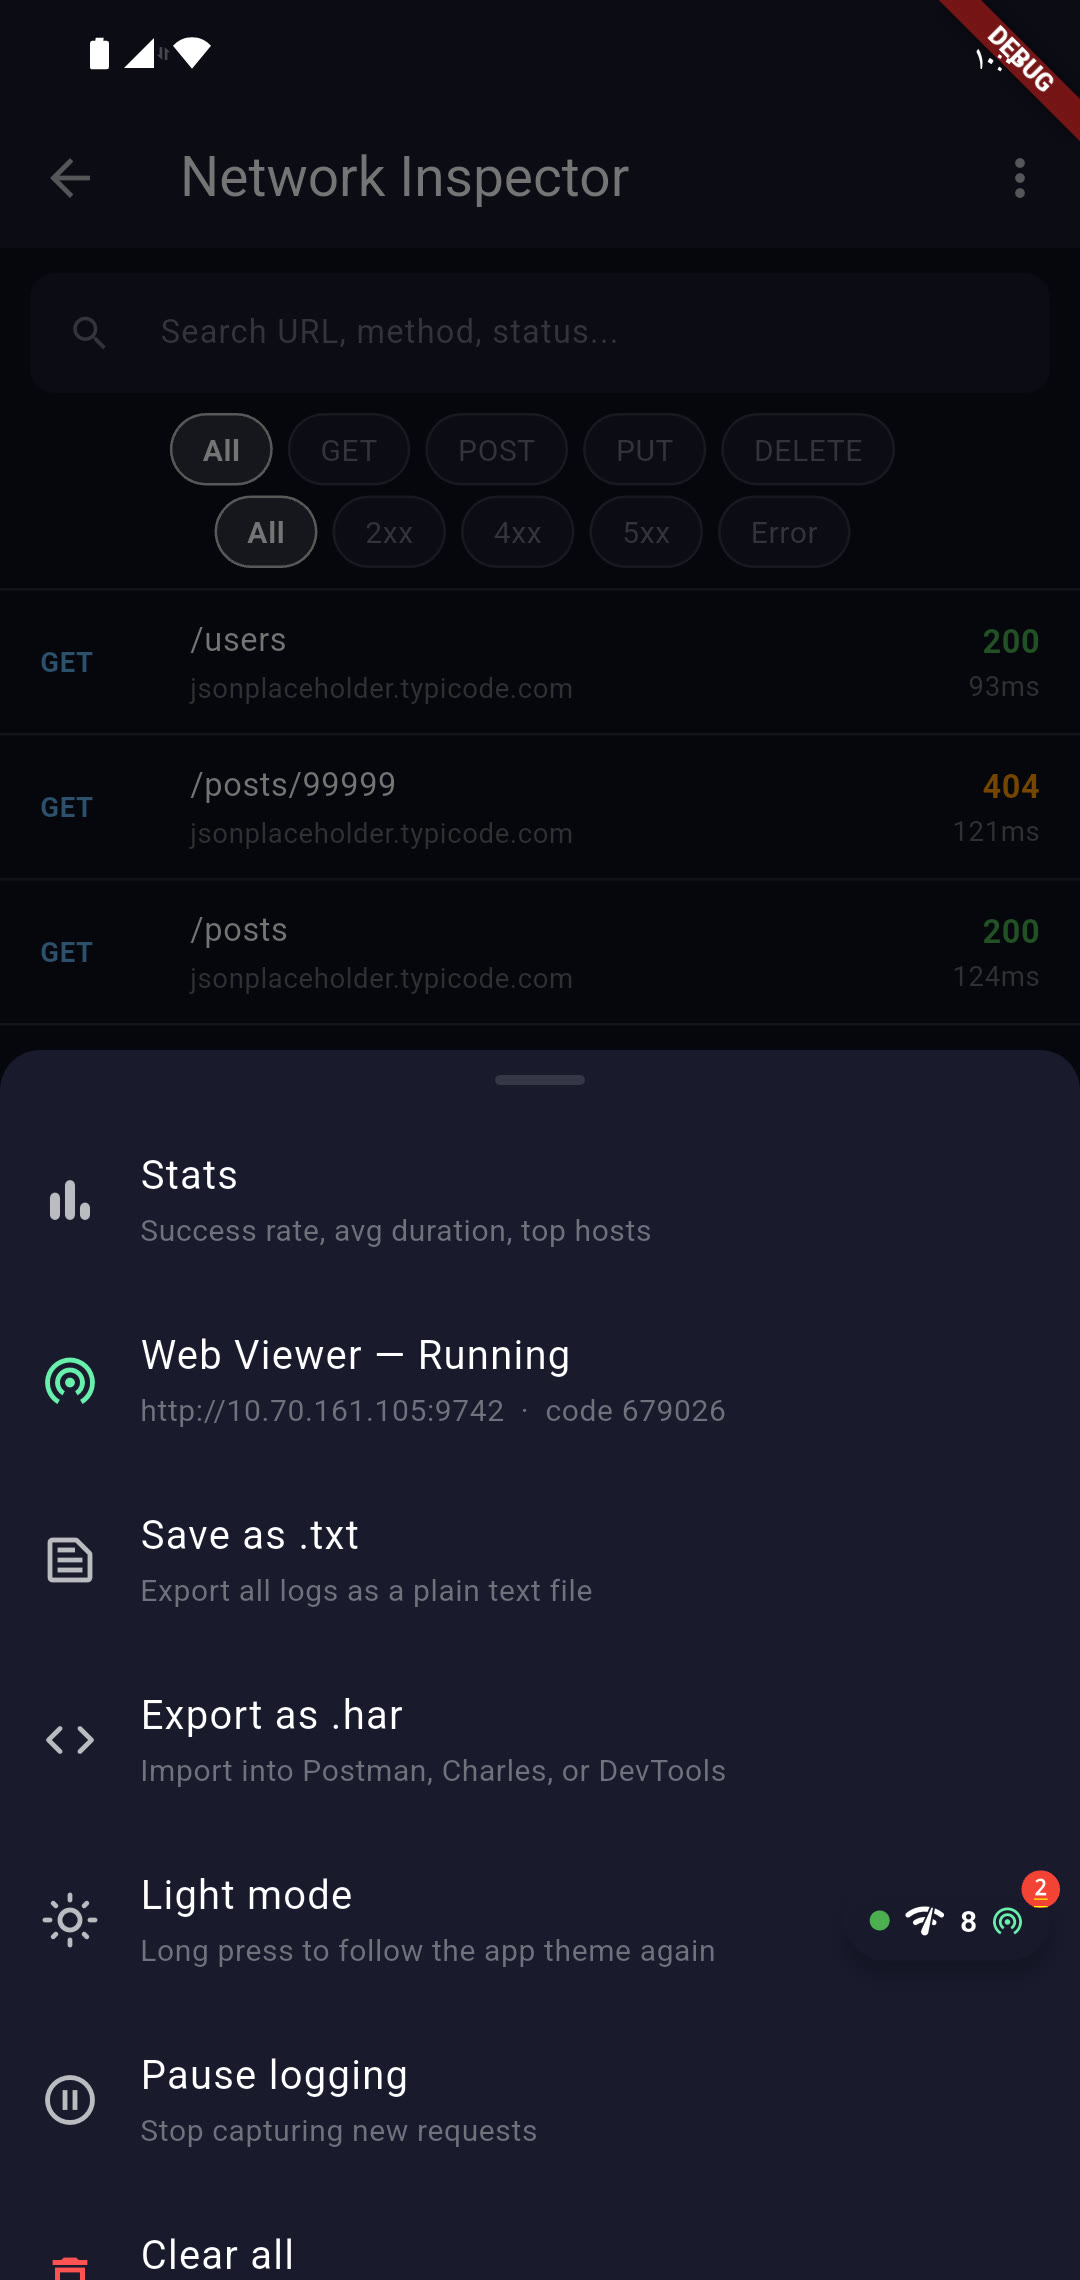 DEBUG
Network Inspector
Search URL, method, status...
All GET POST PUT DELETE
All 2xx 4xx 5xx Error
GET /users 200
jsonplaceholder.typicode.com 93ms
GET /posts/99999 404
jsonplaceholder.typicode.com 121ms
GET /posts 200
jsonplaceholder.typicode.com 124ms
Stats
Success rate, avg duration, top hosts
Web Viewer — Running
http://10.70.161.105:9742 · code 679026
Save as .txt
Export all logs as a plain text file
Export as .har
Import into Postman, Charles, or DevTools
Light mode
Long press to follow the app theme again
2
8
Pause logging
Stop capturing new requests
Clear all